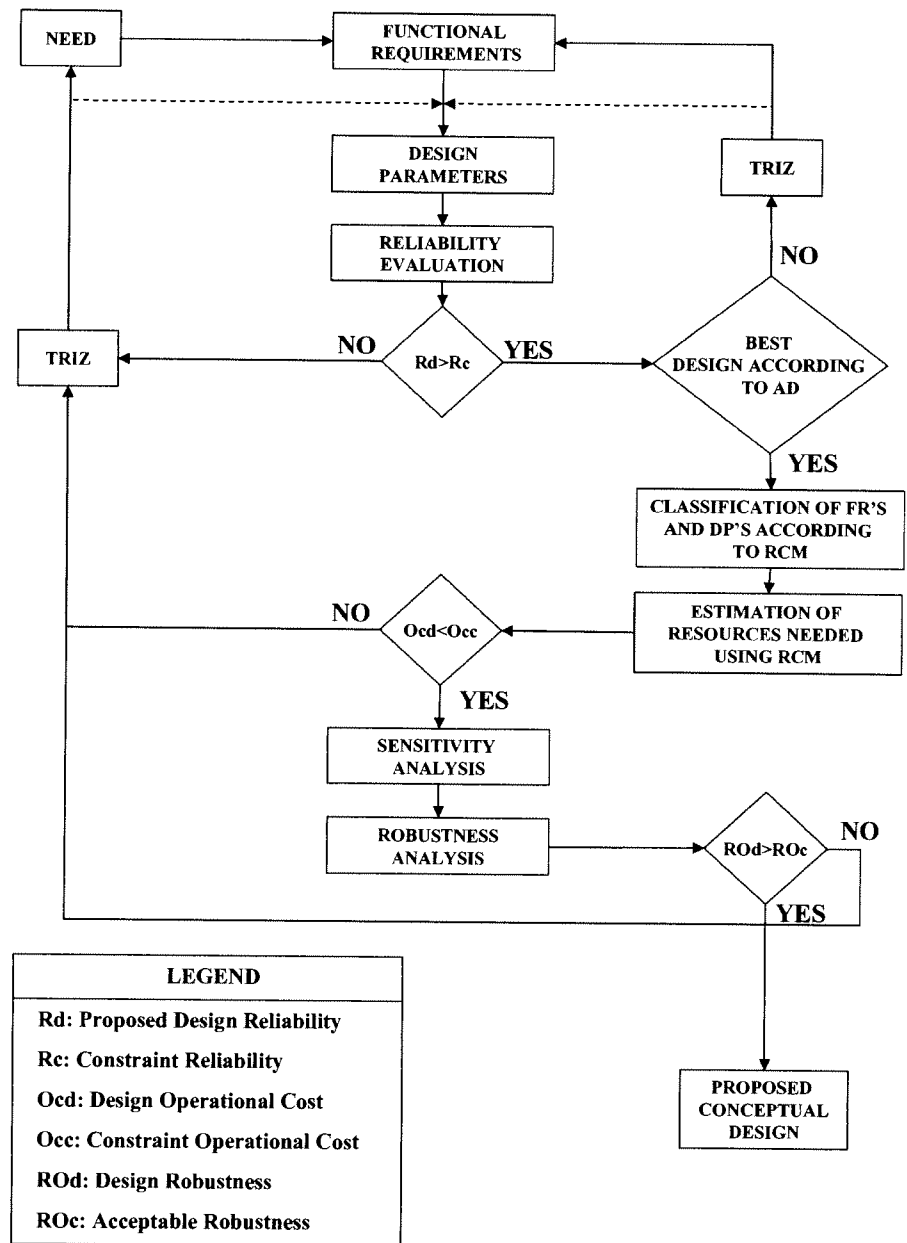 NEED
FUNCTIONAL
REQUIREMENTS
DESIGN
PARAMETERS
TRIZ
RELIABILITY
EVALUATION
NO
TRIZ
NO
Rd>Rc
YES
BEST
DESIGN ACCORDING
TO AD
YES
CLASSIFICATION OF FR'S
AND DP'S ACCORDING
TO RCM
NO
Ocd<Occ
ESTIMATION OF
RESOURCES NEEDED
USING RCM
YES
SENSITIVITY
ANALYSIS
ROBUSTNESS
ANALYSIS
ROd>ROc
NO
YES
LEGEND
Rd: Proposed Design Reliability
Rc: Constraint Reliability
Ocd: Design Operational Cost
Occ: Constraint Operational Cost
ROd: Design Robustness
ROc: Acceptable Robustness
PROPOSED
CONCEPTUAL
DESIGN